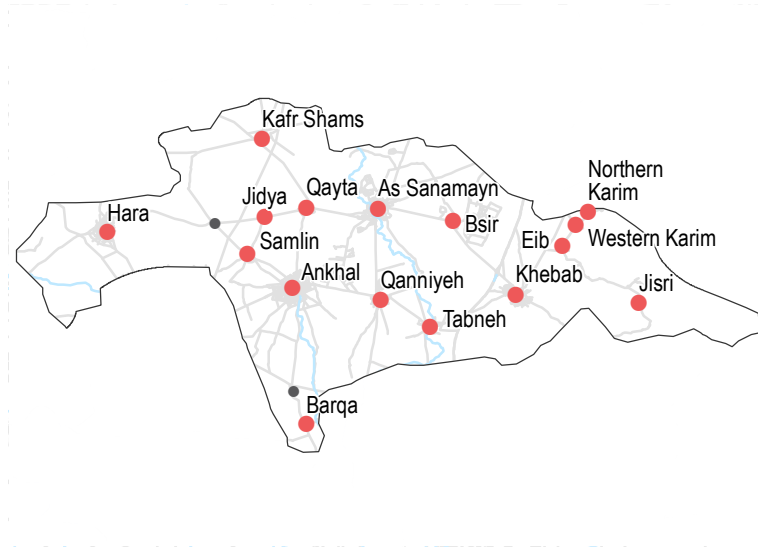 Kafr Shams
Northern
Karim
Jidya
Qayta
As Sanamayn
Hara
Bsir
Eib
Western Karim
Samlin
Ankhal
Qanniyeh
Khebab
Jisri
Tabneh
Barqa